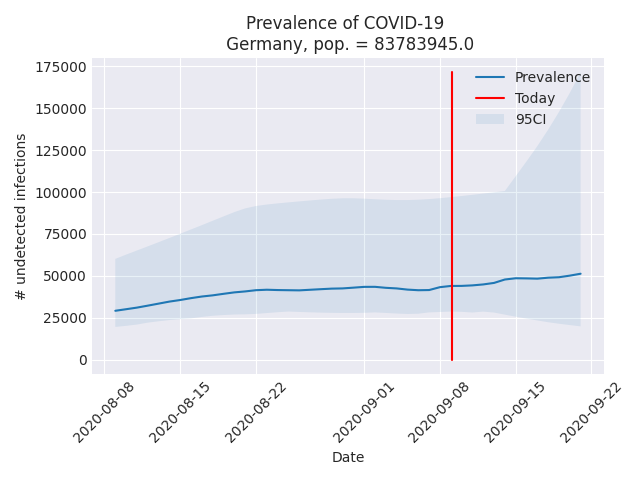 Prevalence of COVID-19
Germany, pop. = 83783945.0
175000
150000
125000
100000
75000
50000
25000
0
# undetected infections
Prevalence
Today
95CI
2020-08-08
2020-08-15
2020-08-22
2020-09-01
2020-09-08
2020-09-15
2020-09-22
Date